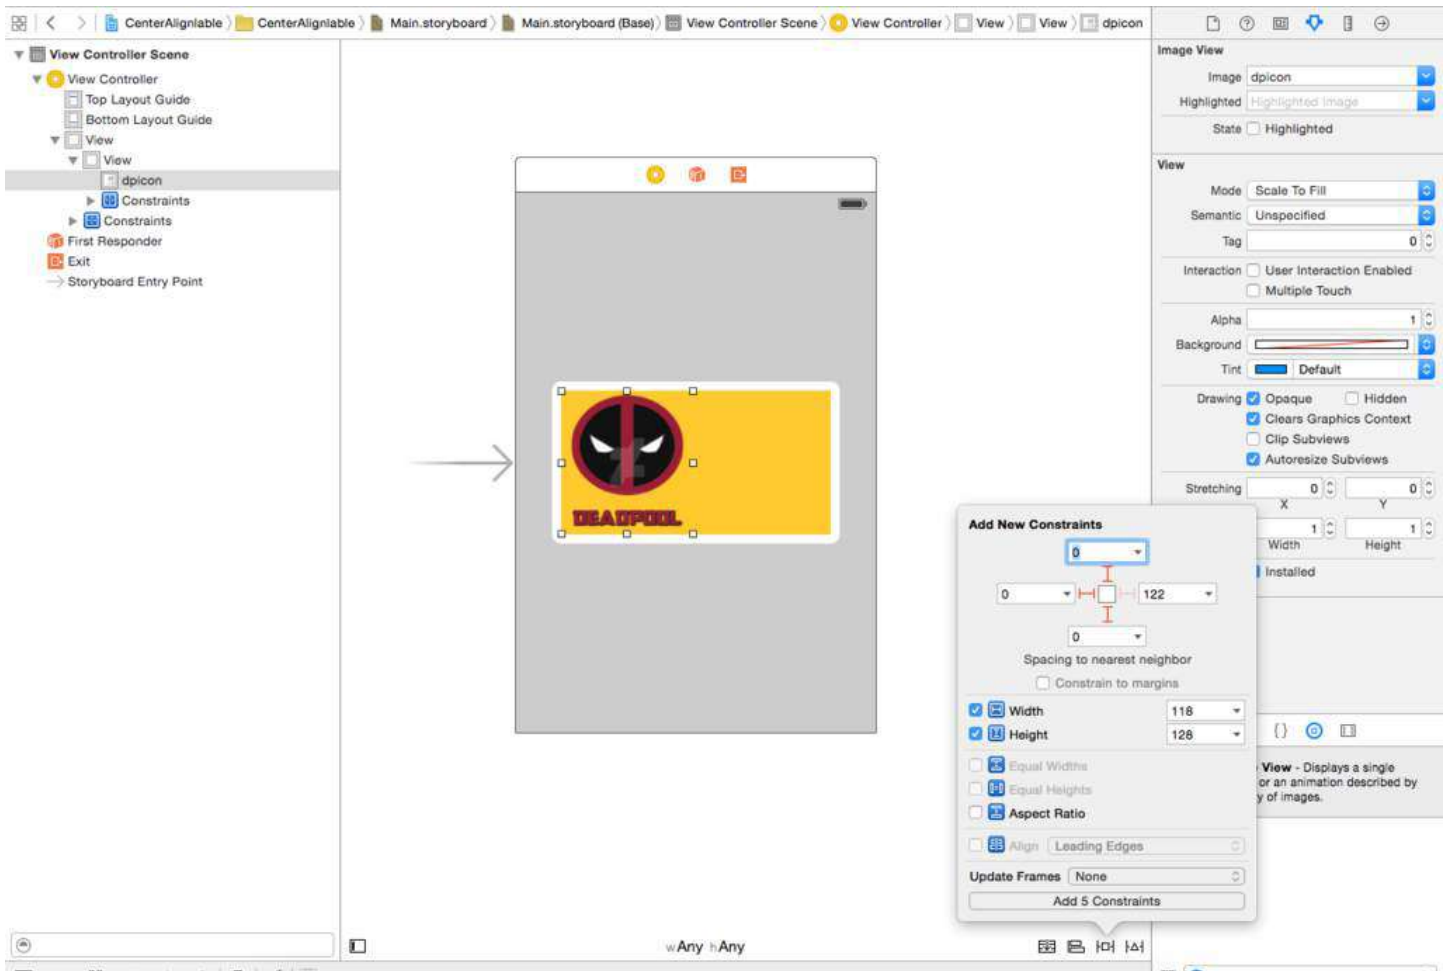 CenterAlignlable CenterAlignlable Main.storyboard Main.storyboard (Base) View Controller Scene View Controller View View dpicon
View Controller Scene
View Controller
Top Layout Guide
Bottom Layout Guide
View
View
dpicon
Constraints
Constraints
First Responder
Exit
Storyboard Entry Point
DEADPOOL
wAny hAny
Add New Constraints
0
0 122
0
Spacing to nearest neighbor
Constrain to margins
Width 118
Height 128
Equal Widths
Equal Heights
Aspect Ratio
Align Leading Edges
Update Frames None
Add 5 Constraints
Image View
Image dpicon
Highlighted Highlighted Image
State Highlighted
View
Mode Scale To Fill
Semantic Unspecified
Tag 0
Interaction User Interaction Enabled
Multiple Touch
Alpha 1
Background
Tint Default
Drawing Opaque Hidden
Clears Graphics Context
Clip Subviews
Autoresize Subviews
Stretching 0 0
X Y
1 1
Width Height
Installed
{}
View - Displays a single
or an animation described by
y of images.